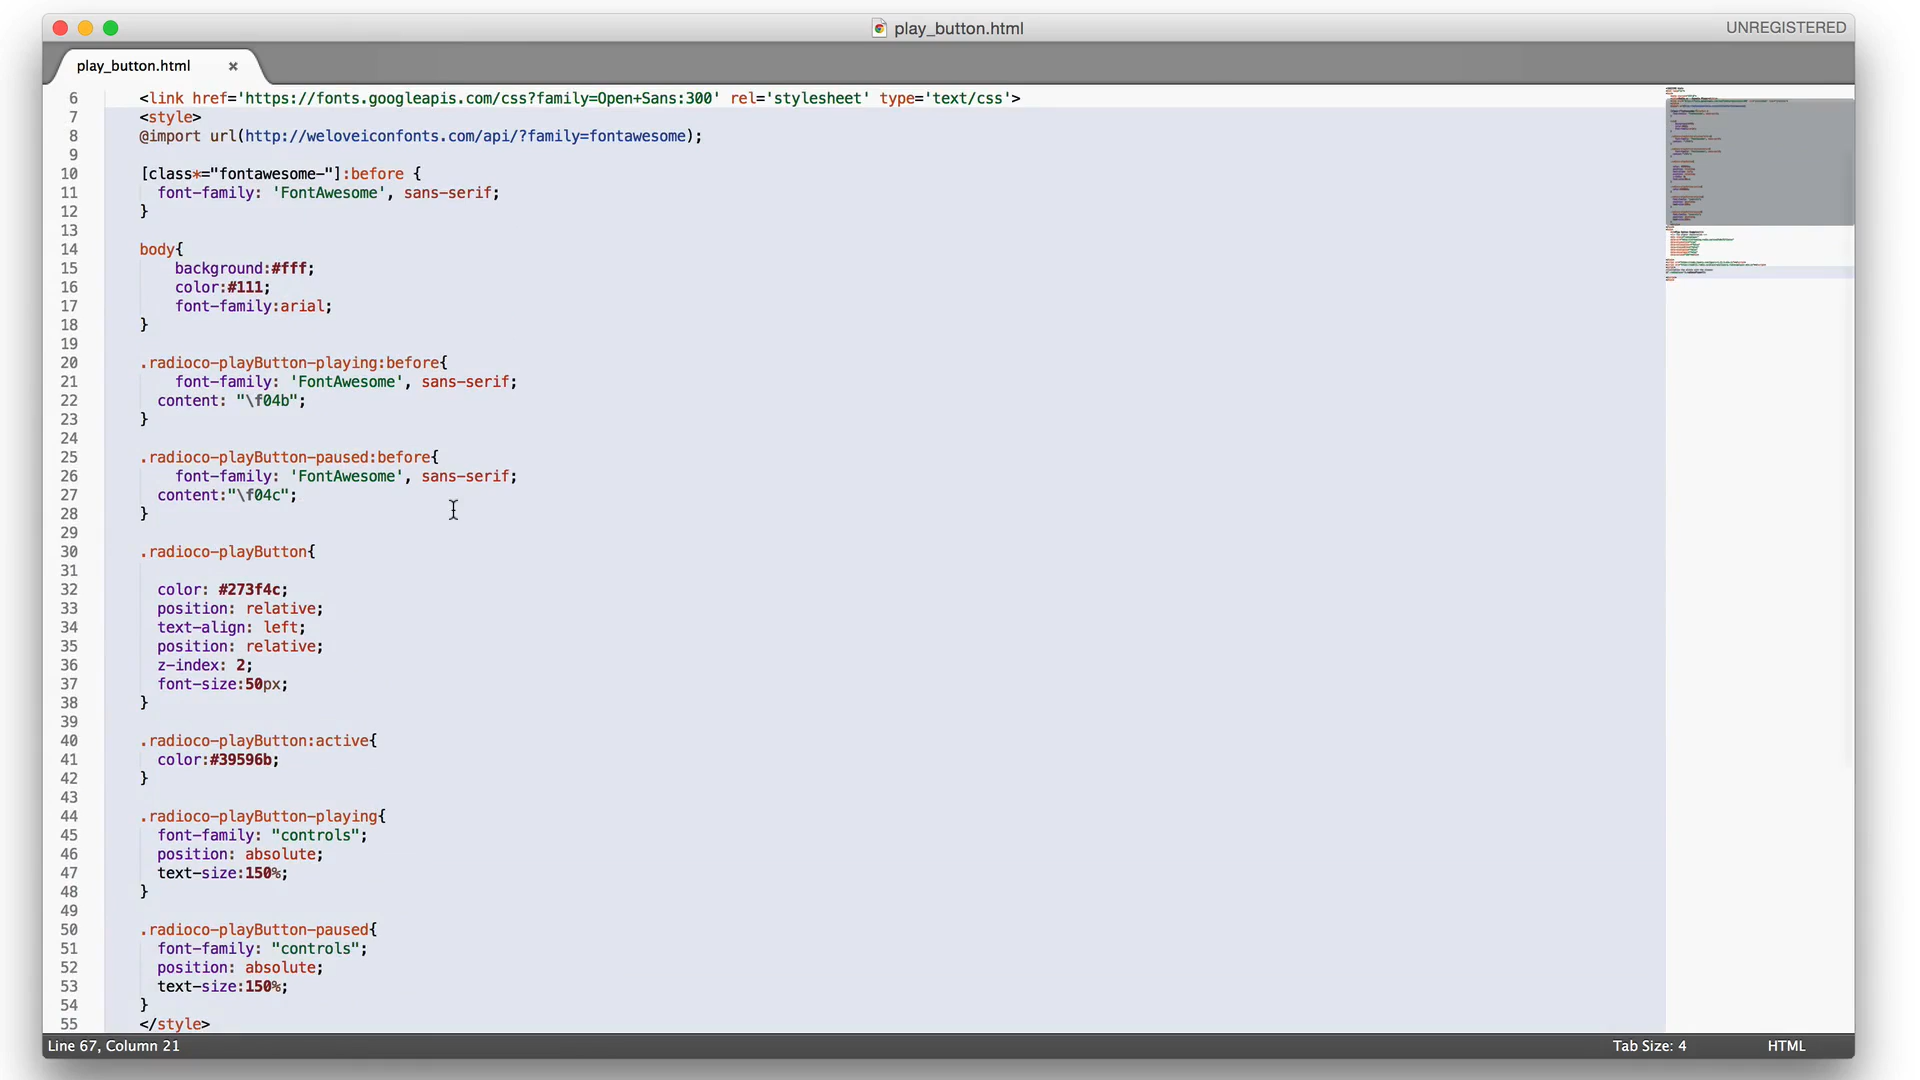 play_button.html
UNREGISTERED
play_button.html ×
6 <link href='https://fonts.googleapis.com/css?family=Open+Sans:300' rel='stylesheet' type='text/css'>
7 <style>
8 @import url(http://weloveiconfonts.com/api/?family=fontawesome);
9
10 [class*="fontawesome-"]:before {
11 font-family: 'FontAwesome', sans-serif;
12 }
13
14 body{
15 background:#fff;
16 color:#111;
17 font-family:arial;
18 }
19
20 .radioco-playButton-playing:before{
21 font-family: 'FontAwesome', sans-serif;
22 content: "\f04b";
23 }
24
25 .radioco-playButton-paused:before{
26 font-family: 'FontAwesome', sans-serif;
27 content:"\f04c";
28 }
29
30 .radioco-playButton{
31
32 color: #273f4c;
33 position: relative;
34 text-align: left;
35 position: relative;
36 z-index: 2;
37 font-size:50px;
38 }
39
40 .radioco-playButton:active{
41 color:#39596b;
42 }
43
44 .radioco-playButton-playing{
45 font-family: "controls";
46 position: absolute;
47 text-size:150%;
48 }
49
50 .radioco-playButton-paused{
51 font-family: "controls";
52 position: absolute;
53 text-size:150%;
54 }
55 </style>
Line 67, Column 21
Tab Size: 4
HTML